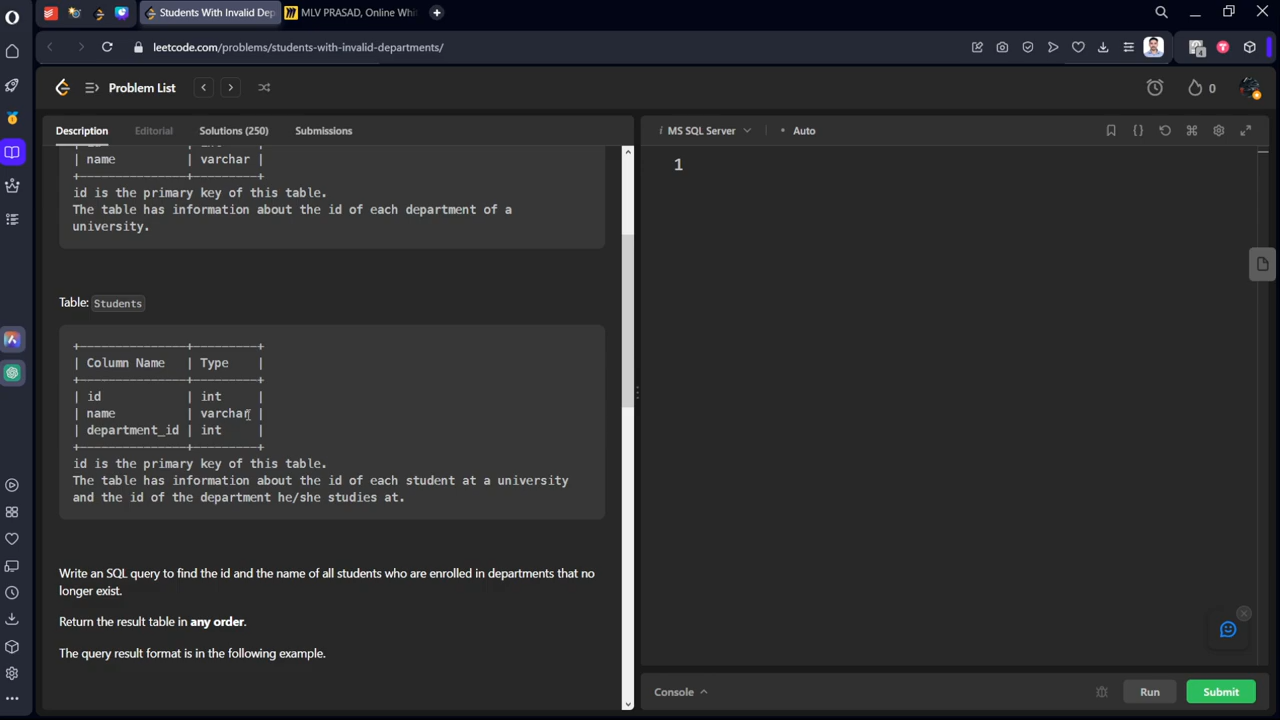 Students With Invalid Dep
MLV PRASAD, Online Whit
leetcode.com/problems/students-with-invalid-departments/
4
Problem List
0
Description
Editorial
Solutions (250)
Submissions
MS SQL Server
Auto
1
| name | varchar |
+---------------+---------+
id is the primary key of this table.
The table has information about the id of each department of a
university.
Table: Students
+---------------+---------+
| Column Name | Type |
+---------------+---------+
| id | int |
| name | varchar |
| department_id | int |
+---------------+---------+
id is the primary key of this table.
The table has information about the id of each student at a university
and the id of the department he/she studies at.
Write an SQL query to find the id and the name of all students who are enrolled in departments that no
longer exist.
Return the result table in any order.
The query result format is in the following example.
Console
Run
Submit